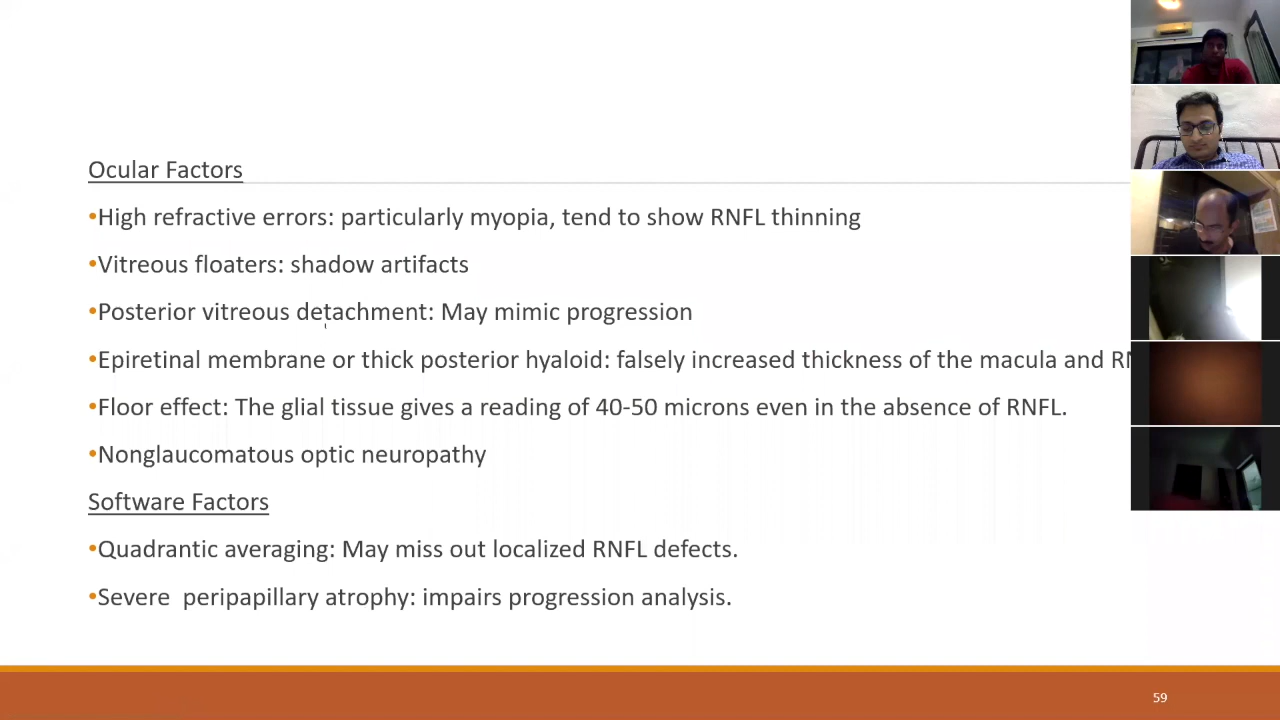 Ocular Factors
•High refractive errors: particularly myopia, tend to show RNFL thinning
•Vitreous floaters: shadow artifacts
•Posterior vitreous detachment: May mimic progression
•Epiretinal membrane or thick posterior hyaloid: falsely increased thickness of the macula and
•Floor effect: The glial tissue gives a reading of 40-50 microns even in the absence of RNFL.
•Nonglaucomatous optic neuropathy
Software Factors
•Quadrantic averaging: May miss out localized RNFL defects.
•Severe  peripapillary atrophy: impairs progression analysis.
59